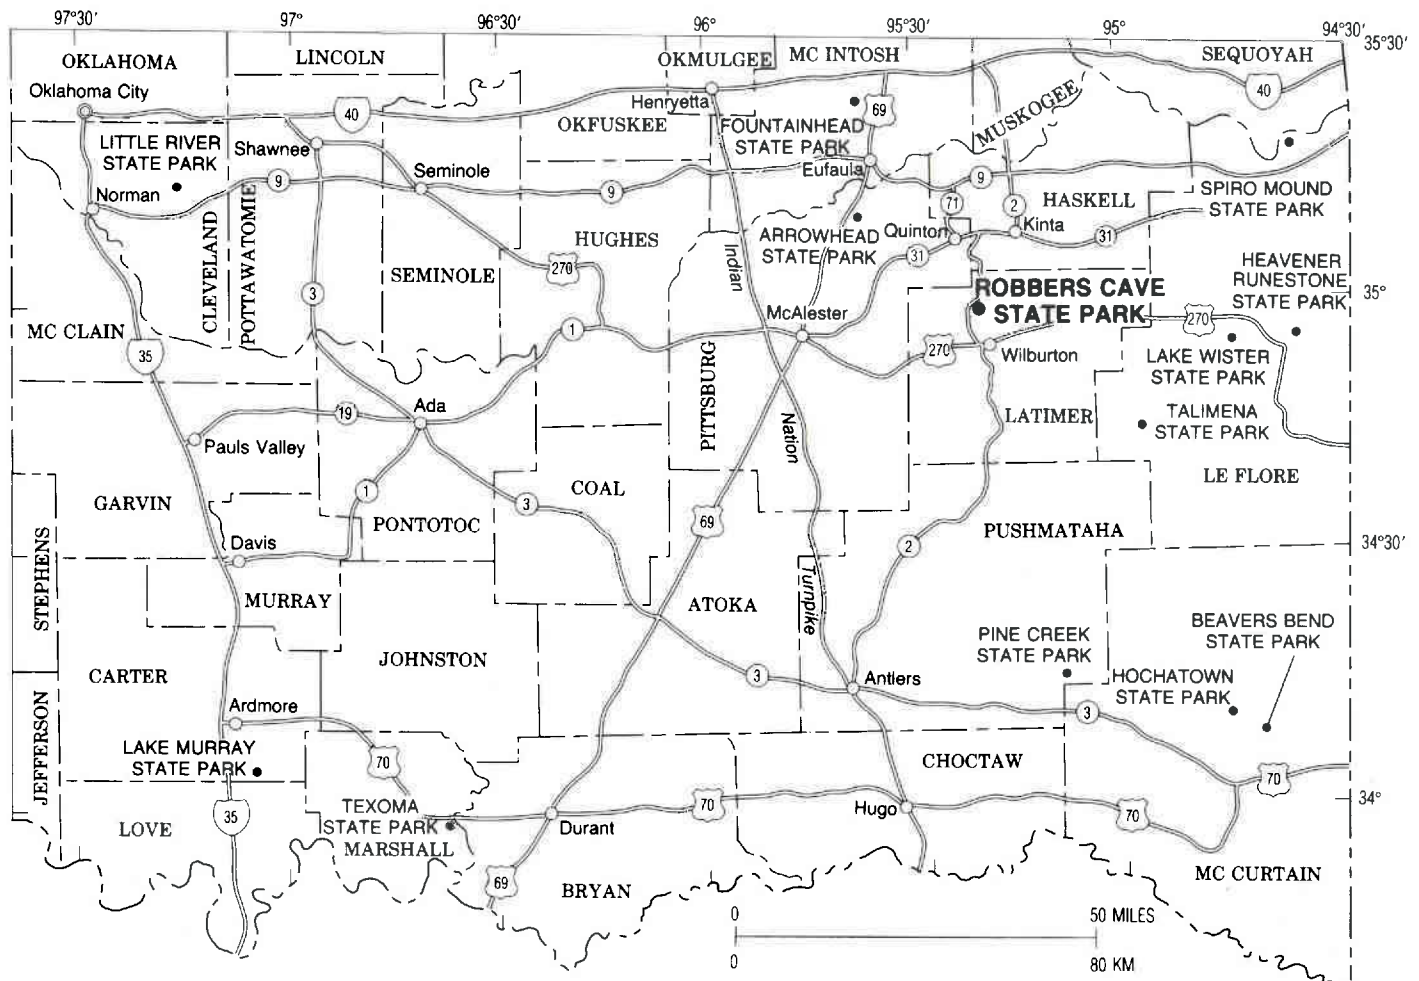 97°30'
97°
96°30'
96°
95°30'
95°
94°30'
35°30'
OKLAHOMA
LINCOLN
OKMULGEE
MC INTOSH
SEQUOYAH
Oklahoma City
40
Henryetta
69
40
OKFUSKEE
FOUNTAINHEAD
STATE PARK
MUSKOGEE
LITTLE RIVER
STATE PARK
Shawnee
Seminole
Eufaula
9
9
9
Norman
71
2
HASKELL
SPIRO MOUND
STATE PARK
CLEVELAND
POTTAWATOMIE
HUGHES
ARROWHEAD
STATE PARK
Quinton
Kinta
31
31
Indian
270
SEMINOLE
HEAVENER
RUNESTONE
STATE PARK
3
ROBBERS CAVE
STATE PARK
35°
MC CLAIN
1
McAlester
270
35
270
Wilburton
LAKE WISTER
STATE PARK
PITTSBURG
19
Ada
Nation
LATIMER
TALIMENA
STATE PARK
Pauls Valley
LE FLORE
GARVIN
1
3
COAL
PONTOTOC
69
PUSHMATAHA
Davis
2
34°30'
STEPHENS
MURRAY
ATOKA
Turnpike
BEAVERS BEND
STATE PARK
PINE CREEK
STATE PARK
JOHNSTON
CARTER
3
Antlers
HOCHATOWN
STATE PARK
Ardmore
3
JEFFERSON
LAKE MURRAY
STATE PARK
70
CHOCTAW
70
TEXOMA
STATE PARK
35
70
Hugo
70
34°
LOVE
Durant
MARSHALL
69
BRYAN
MC CURTAIN
0
50 MILES
0
80 KM